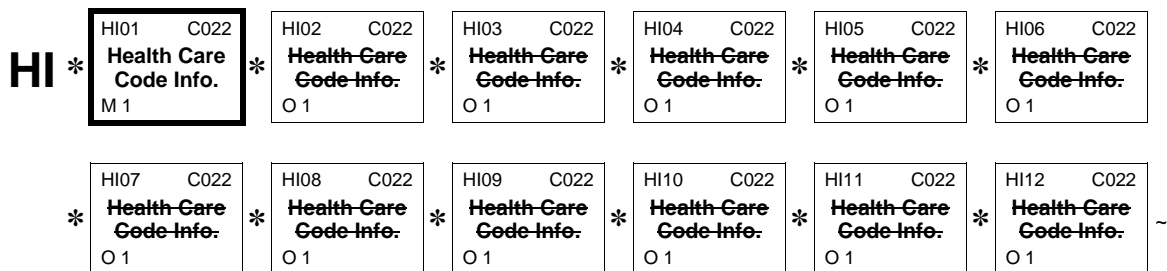 HI * HI01 C022 * HI02 C022 * HI03 C022 * HI04 C022 * HI05 C022 * HI06 C022
Health Care Health Care Health Care Health Care Health Care Health Care
Code Info. Code Info. Code Info. Code Info. Code Info. Code Info.
M 1 O 1 O 1 O 1 O 1 O 1
* HI07 C022 * HI08 C022 * HI09 C022 * HI10 C022 * HI11 C022 * HI12 C022 ~
Health Care Health Care Health Care Health Care Health Care Health Care
Code Info. Code Info. Code Info. Code Info. Code Info. Code Info.
O 1 O 1 O 1 O 1 O 1 O 1